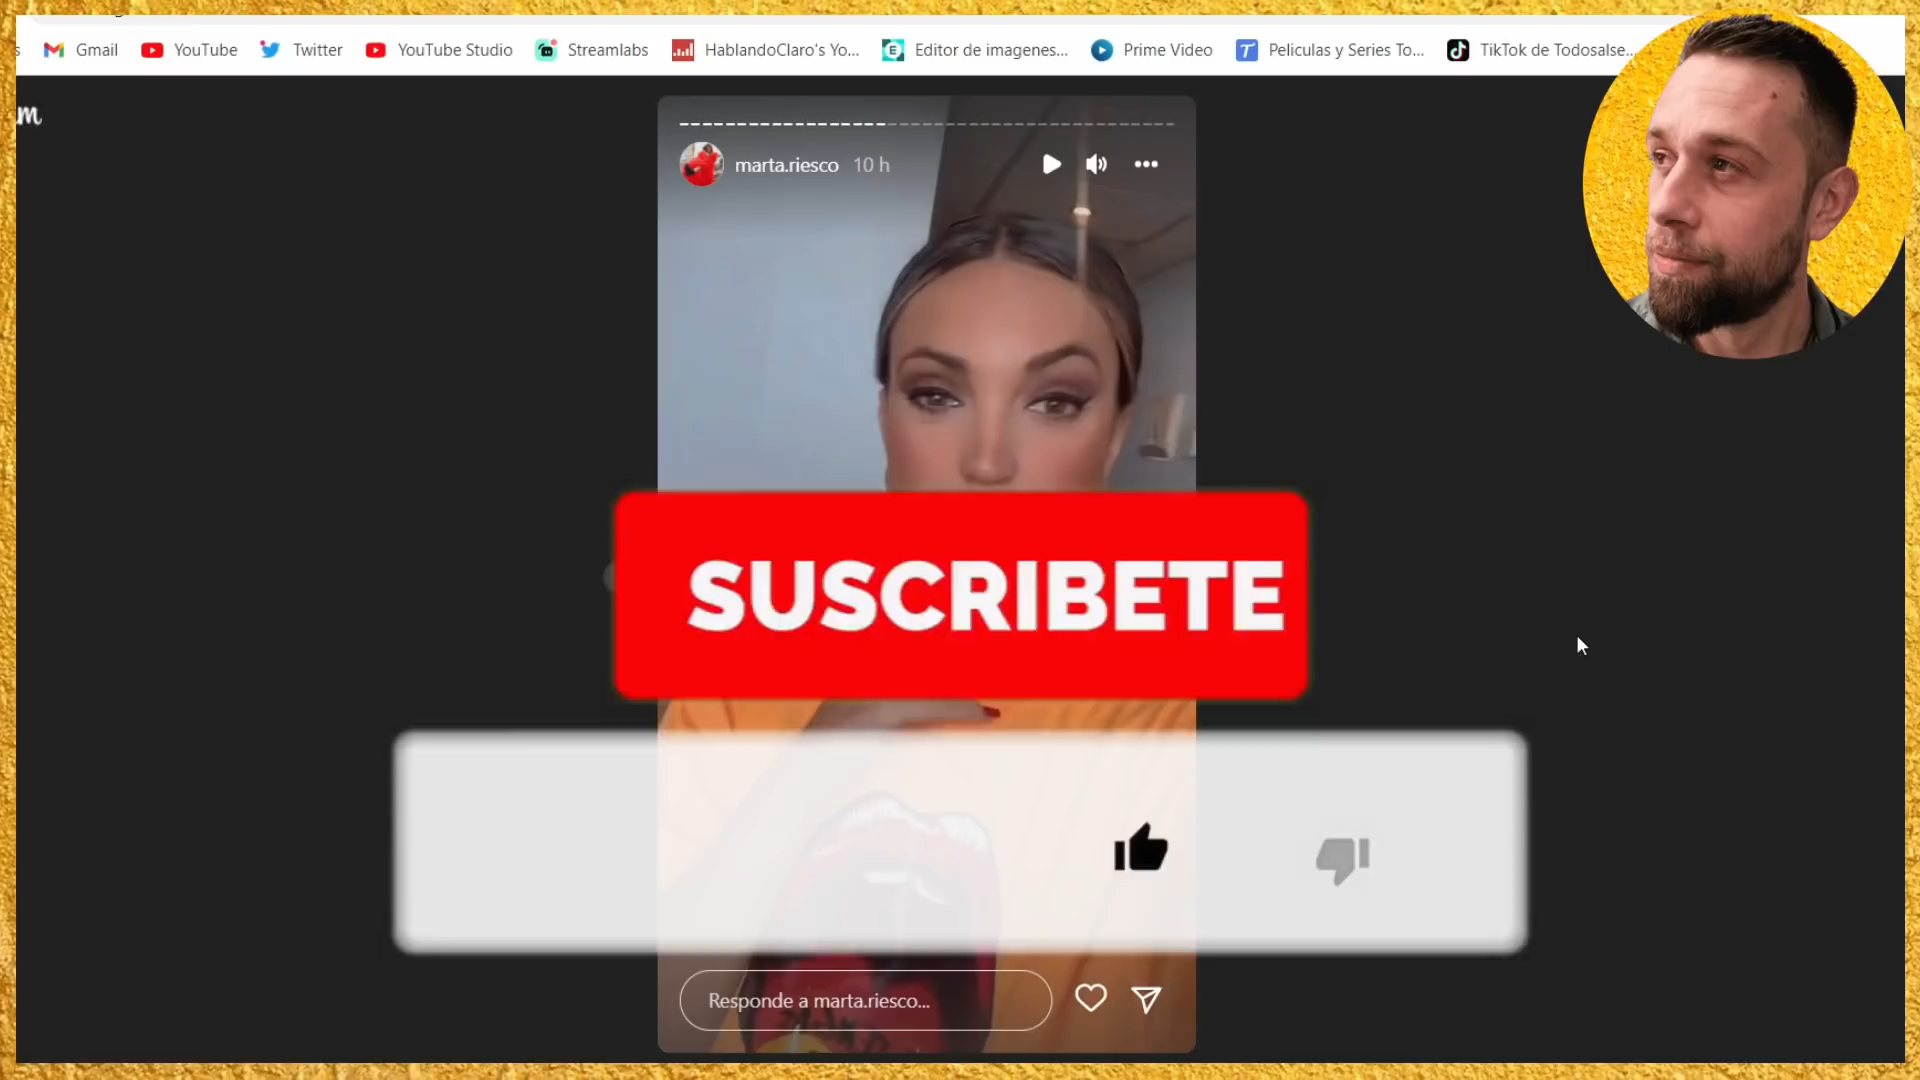 Gmail
YouTube
Twitter
YouTube Studio
Streamlabs
HablandoClaro's Yo...
Editor de imagenes...
Prime Video
Peliculas y Series To...
TikTok de Todosalse...
m
marta.riesco 10 h
SUSCRIBETE
Responde a marta.riesco...